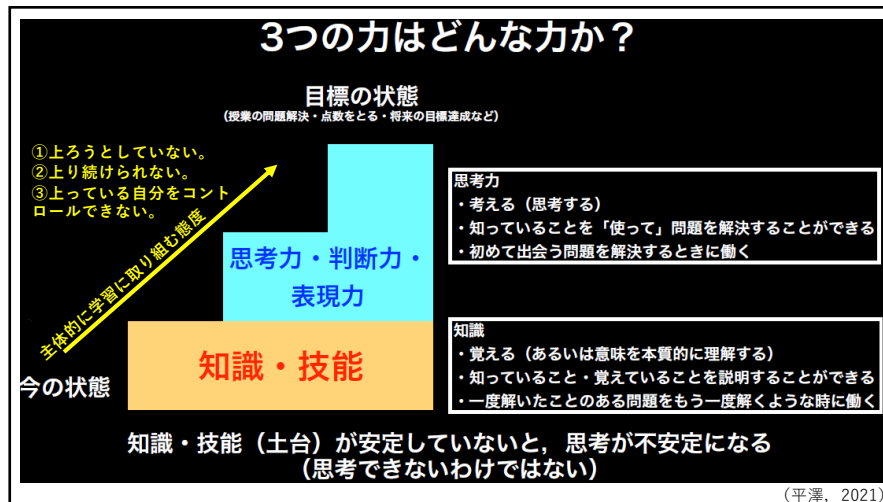 3つの力はどんな力か?
目標の状態
(授業の問題解決・点数をとる・将来の目標達成など)
①上ろうとしていない。
②上り続けられない。
③上っている自分をコント
ロールできない。
主体的に学習に取り組む態度
思考力・判断力・
表現力
知識・技能
今の状態
思考力
・考える(思考する)
・知っていることを「使って」問題を解決することができる
・初めて出会う問題を解決するときに働く
知識
・覚える(あるいは意味を本質的に理解する)
・知っていること・覚えていることを説明することができる
・一度解いたことのある問題をもう一度解くような時に働く
知識・技能(土台)が安定していないと,思考が不安定になる
(思考できないわけではない)
(平澤, 2021)